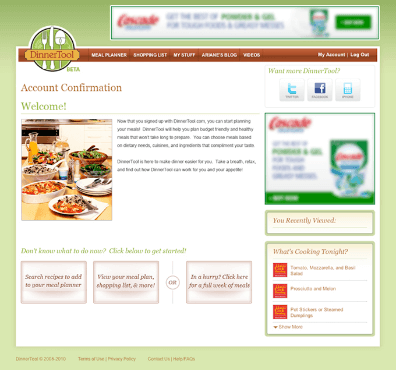 Cascade
GET THE BEST OF POWDER & GEL
FOR TOUGH FOODS & GREASY MESSES
DinnerTool
BETA
MEAL PLANNER SHOPPING LIST MY STUFF ARIANE'S BLOG VIDEOS
My Account | Log Out
Account Confirmation
Welcome!
Now that you signed up with DinnerTool.com, you can start planning
your meals! DinnerTool will help you plan budget friendly and healthy
meals that won't take long to prepare. You can choose meals based
on dietary needs, cuisines, and ingredients that compliment your taste.
DinnerTool is here to make dinner easier for you. Take a breath, relax,
and find out how DinnerTool can work for you and your appetite!
Don't know what to do now? Click below to get started!
Search recipes to add
to your meal planner
View your meal plan,
shopping list, & more!
OR
In a hurry? Click here
for a full week of meals
Want more DinnerTool?
TWITTER
FACEBOOK
IPHONE
Cascade
GET THE BEST OF
POWDER & GEL
FOR TOUGH
FOODS AND
GREASY MESSES
You Recently Viewed:
What's Cooking Tonight?
Tomato, Mozzarella, and Basil
Salad
Prosciutto and Melon
Pot Stickers or Steamed
Dumplings
Show More
DinnerTool © 2009-2010 Terms of Use | Privacy Policy Contact Us | Help/FAQs